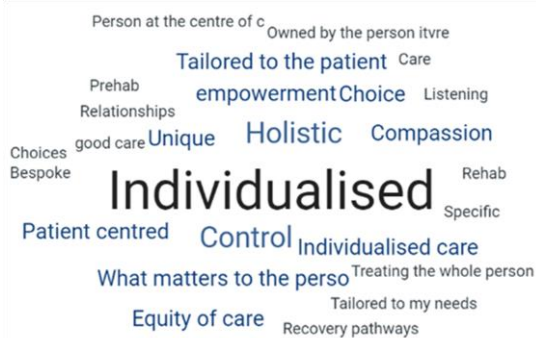 Person at the centre of c
Owned by the person itvre
Tailored to the patient Care
Prehab
empowerment Choice Listening
Relationships
good care Unique Holistic Compassion
Choices
Bespoke
Individualised
Rehab
Specific
Patient centred
Control
Individualised care
What matters to the perso
Treating the whole person
Tailored to my needs
Equity of care
Recovery pathways